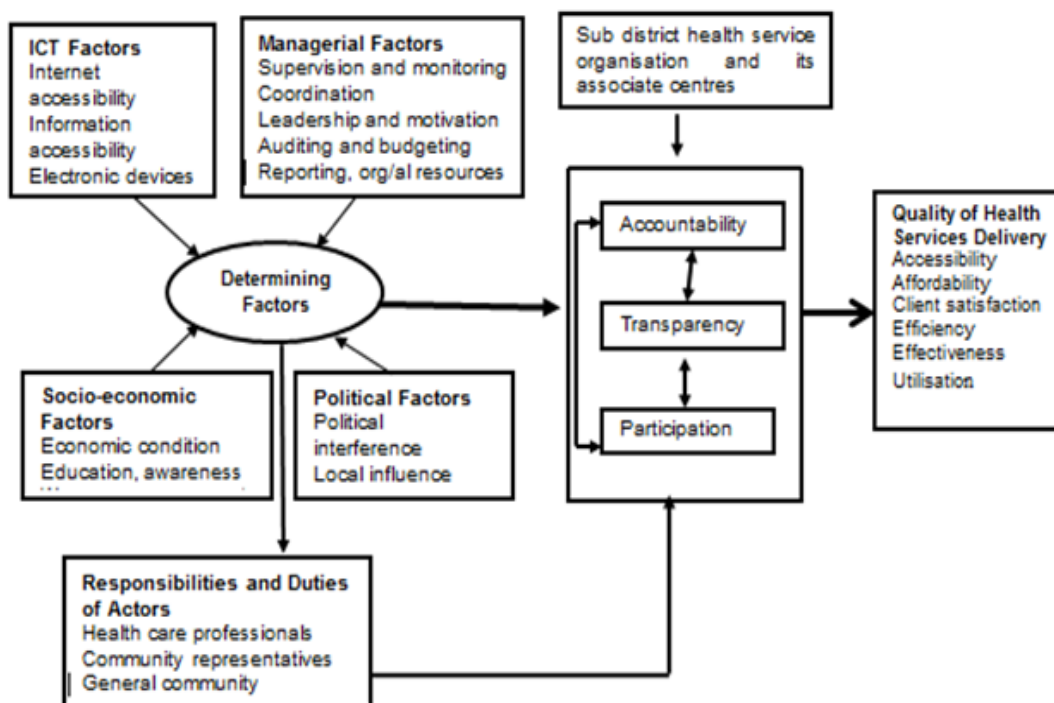 ICT Factors
Internet
accessibility
Information
accessibility
Electronic devices
Managerial Factors
Supervision and monitoring
Coordination
Leadership and motivation
Auditing and budgeting
Reporting, org/al resources
Sub district health service
organisation and its
associate centres
Determining
Factors
Accountability
Transparency
Participation
Quality of Health
Services Delivery
Accessibility
Affordability
Client satisfaction
Efficiency
Effectiveness
Utilisation
Socio-economic
Factors
Economic condition
Education, awareness
Political Factors
Political
interference
Local influence
Responsibilities and Duties
of Actors
Health care professionals
Community representatives
General community